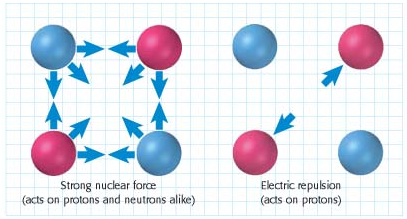 Strong nuclear force
(acts on protons and neutrons alike)
Electric repulsion
(acts on protons)